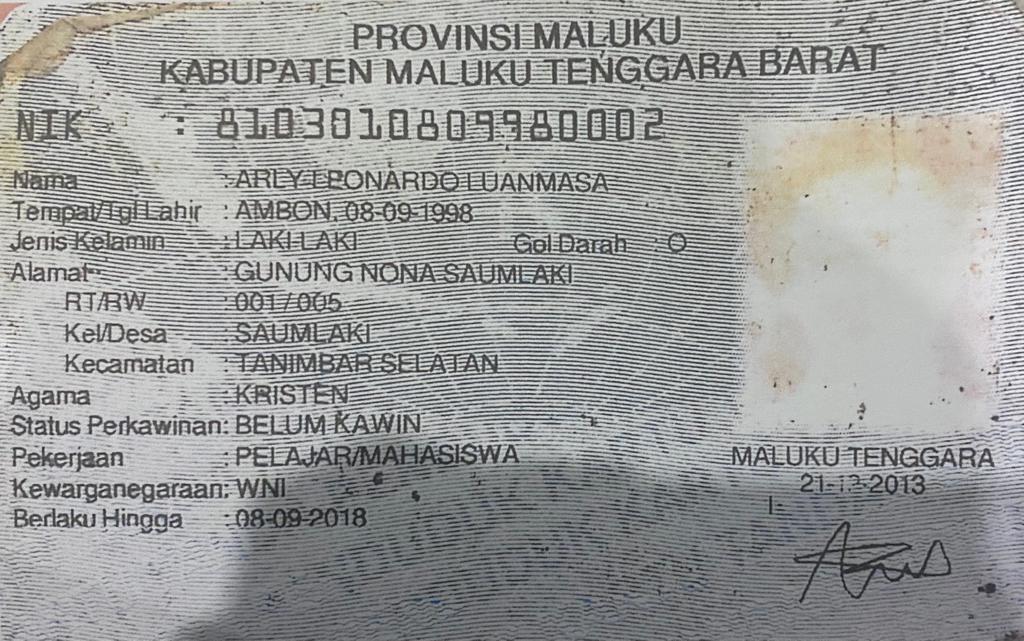 PROVINSI MALUKU
KABUPATEN MALUKU TENGGARA BARAT
NIK : 8103010809980002
Nama : ARLY LEONARDO LUANMASA
Tempat/Tgl Lahir : AMBON, 08-09-1998
Jenis Kelamin : LAKI-LAKI Gol Darah : O
Alamat : GUNUNG NONA SAUMLAKI
RT/RW : 001 / 005
Kel/Desa : SAUMLAKI
Kecamatan : TANIMBAR SELATAN
Agama : KRISTEN
Status Perkawinan: BELUM KAWIN
Pekerjaan : PELAJAR/MAHASISWA
Kewarganegaraan: WNI
Berlaku Hingga : 08-09-2018
MALUKU TENGGARA
21-12-2013